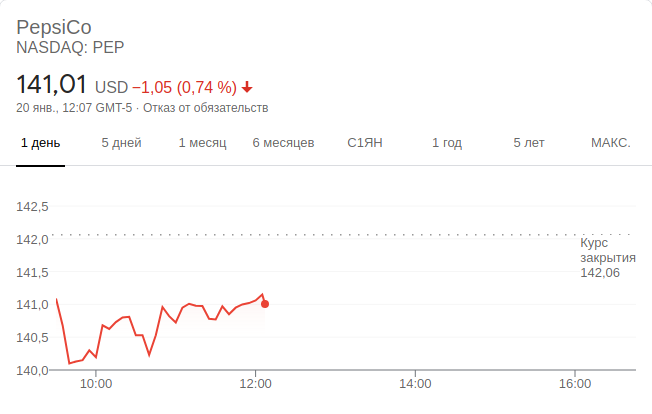 PepsiCo
NASDAQ: PEP
141,01 USD −1,05 (0,74 %)
20 янв., 12:07 GMT-5 · Отказ от обязательств
1 день 5 дней 1 месяц 6 месяцев С1ЯН 1 год 5 лет МАКС.
142,5
142,0
Курс
закрытия
142,06
141,5
141,0
140,5
140,0
10:00 12:00 14:00 16:00